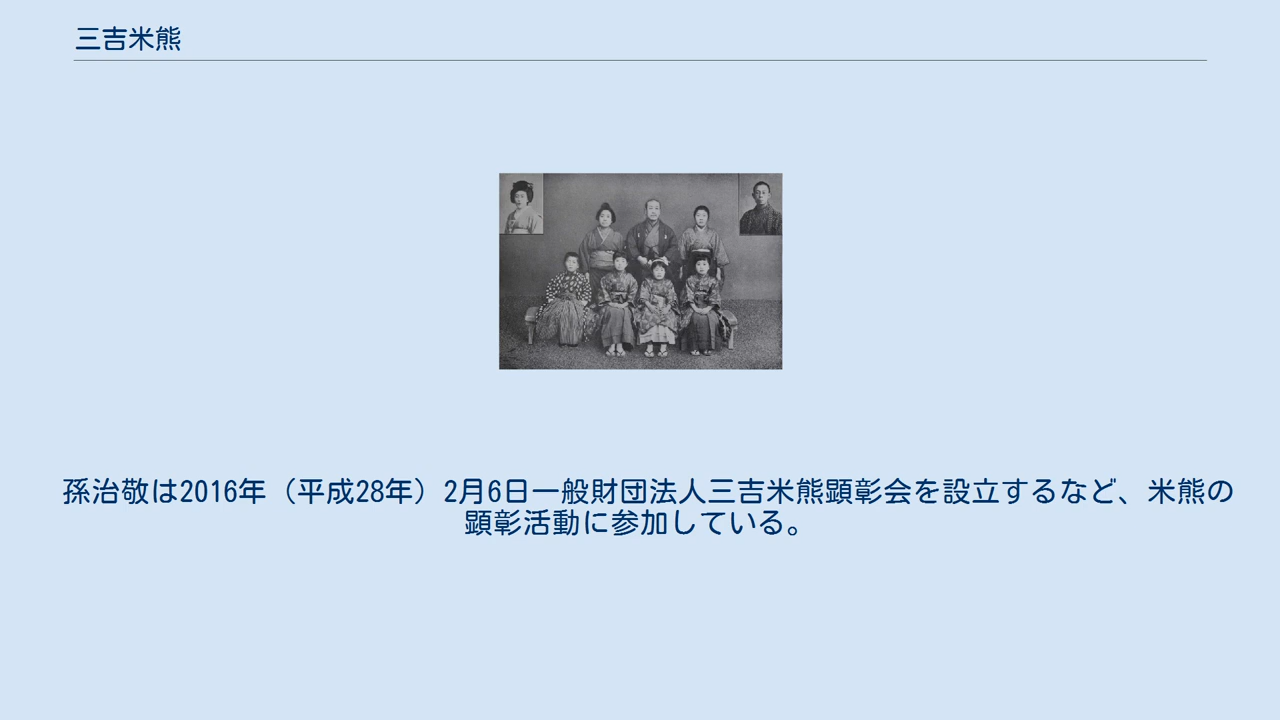 三吉米熊
孫治敬は2016年（平成28年）2月6日一般財団法人三吉米熊顕彰会を設立するなど、米熊の
顕彰活動に参加している。